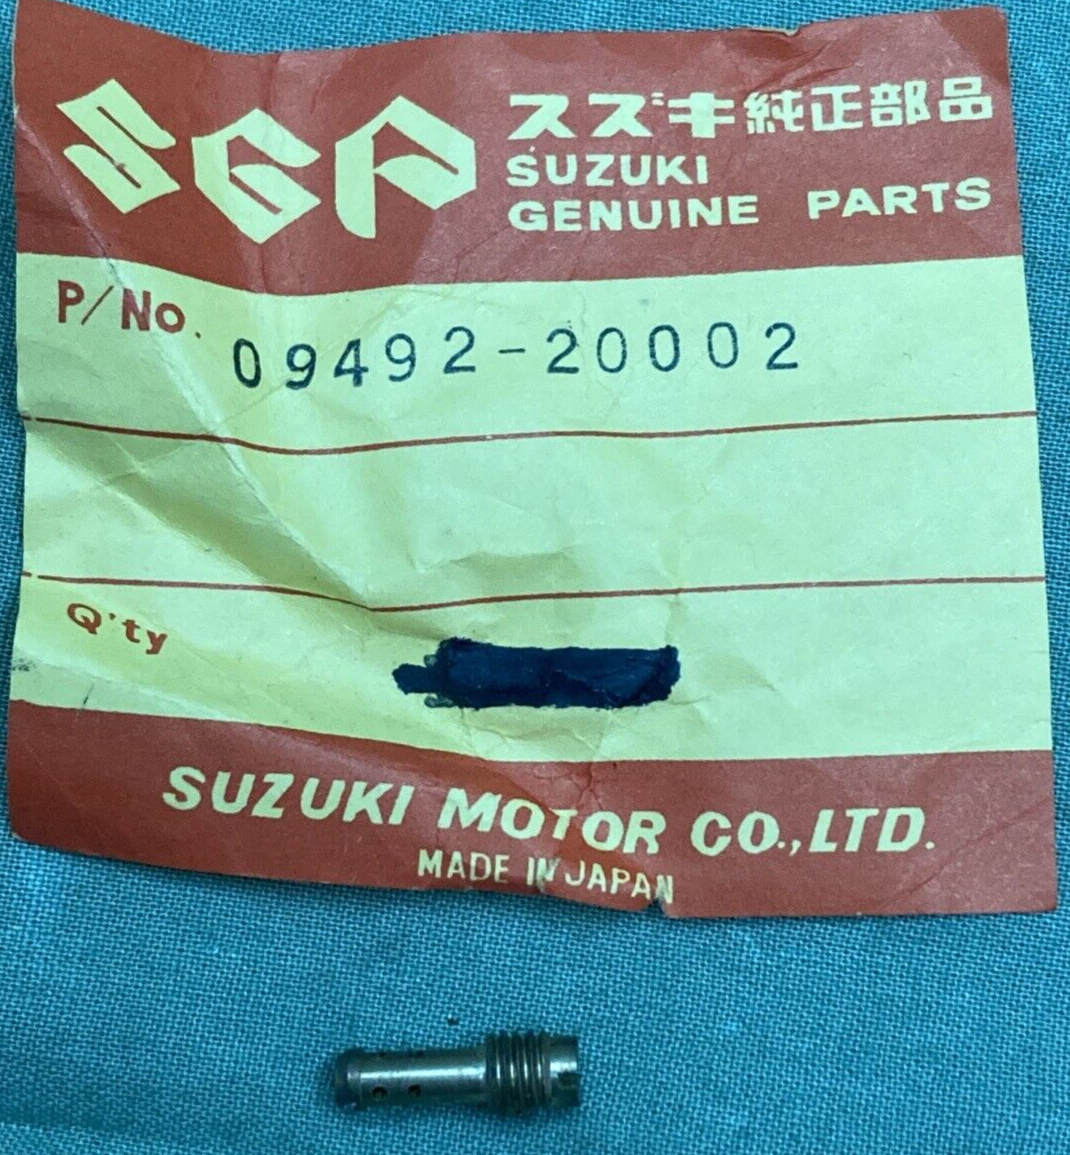 SGP
スズキ純正部品
SUZUKI
GENUINE PARTS
P/No.
09492-20002
Q'ty
SUZUKI MOTOR CO.,LTD.
MADE IN JAPAN